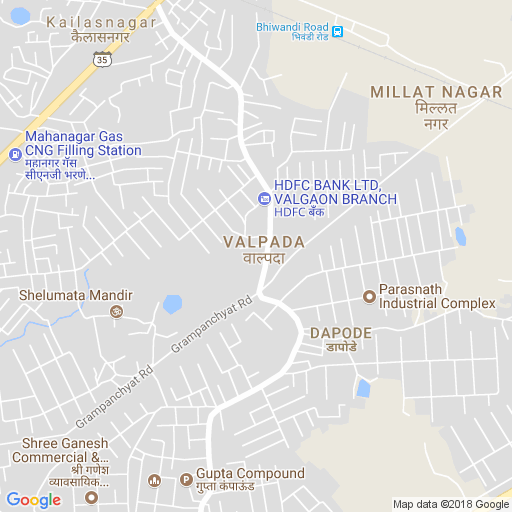 Kailasnagar
कैलासनगर
Bhiwandi Road
भिवंडी रोड
35
MILLAT NAGAR
मिल्लत
नगर
Mahanagar Gas
CNG Filling Station
महानगर गॅस
सीएनजी भरणे...
HDFC BANK LTD,
VALGAON BRANCH
HDFC बँक
VALPADA
वाल्पदा
Shelumata Mandir
Parasnath
Industrial Complex
Grampanchyat Rd
DAPODE
डापोडे
Grampanchyat Rd
Shree Ganesh
Commercial &...
श्री गणेश
व्यावसायिक...
Gupta Compound
गुप्ता कंपाऊंड
Google
Map data ©2018 Google